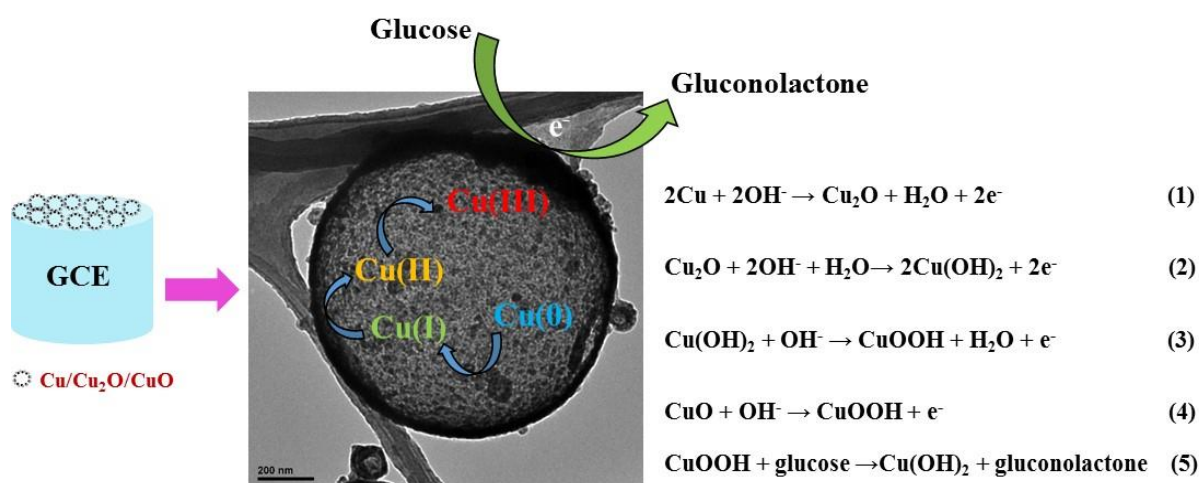 Glucose
Gluconolactone
e⁻
Cu(III)
Cu(II)
Cu(I)
Cu(0)
GCE
Cu/Cu₂O/CuO
200 nm
2Cu + 2OH⁻ → Cu₂O + H₂O + 2e⁻ (1)
Cu₂O + 2OH⁻ + H₂O→ 2Cu(OH)₂ + 2e⁻ (2)
Cu(OH)₂ + OH⁻ → CuOOH + H₂O + e⁻ (3)
CuO + OH⁻ → CuOOH + e⁻ (4)
CuOOH + glucose →Cu(OH)₂ + gluconolactone (5)